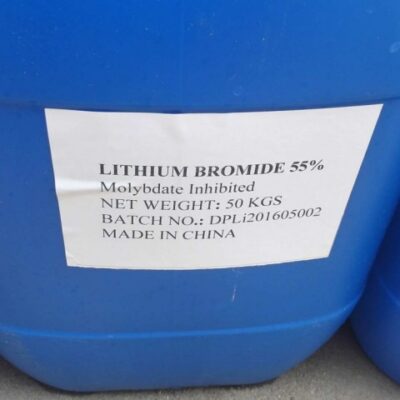 LITHIUM BROMIDE 55%
Molybdate Inhibited
NET WEIGHT: 50 KGS
BATCH NO.: DPLi201605002
MADE IN CHINA